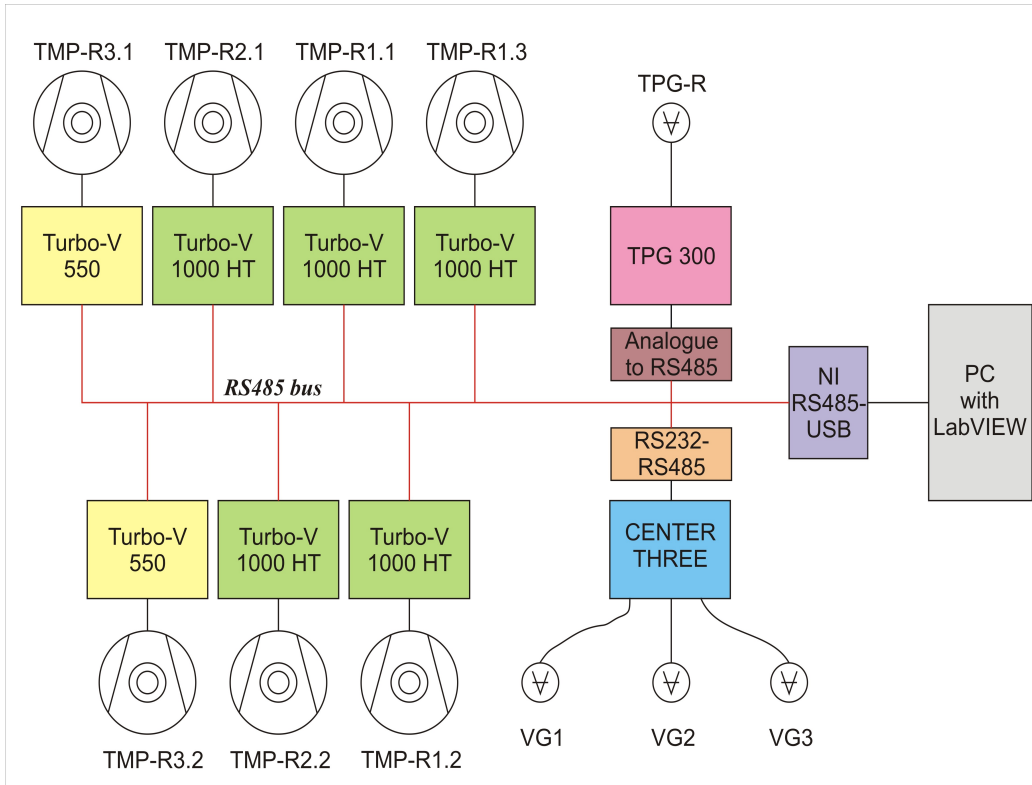 TMP-R3.1
TMP-R2.1
TMP-R1.1
TMP-R1.3
TPG-R
Turbo-V
550
Turbo-V
1000 HT
Turbo-V
1000 HT
Turbo-V
1000 HT
TPG 300
Analogue
to RS485
RS485 bus
NI
RS485-
USB
PC
with
LabVIEW
RS232-
RS485
Turbo-V
550
Turbo-V
1000 HT
Turbo-V
1000 HT
CENTER
THREE
TMP-R3.2
TMP-R2.2
TMP-R1.2
VG1
VG2
VG3